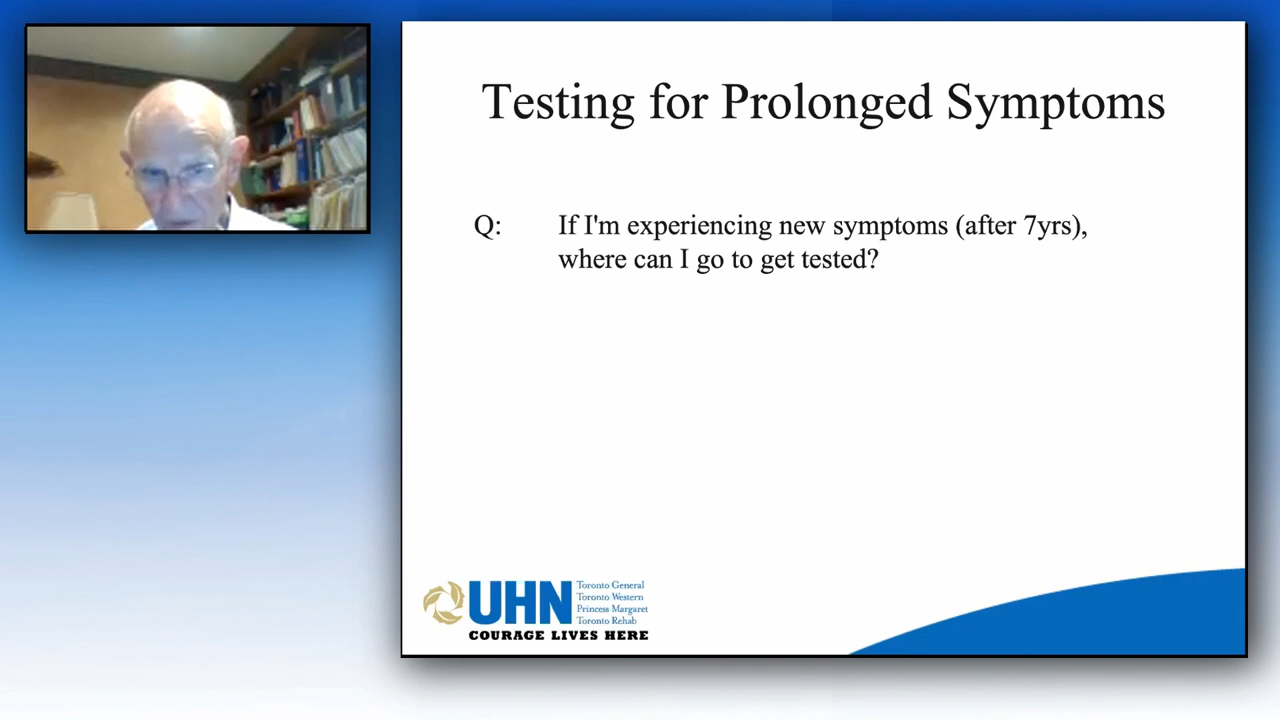 Testing for Prolonged Symptoms
Q: If I'm experiencing new symptoms (after 7yrs),
where can I go to get tested?
UHN
Toronto General
Toronto Western
Princess Margaret
Toronto Rehab
COURAGE LIVES HERE